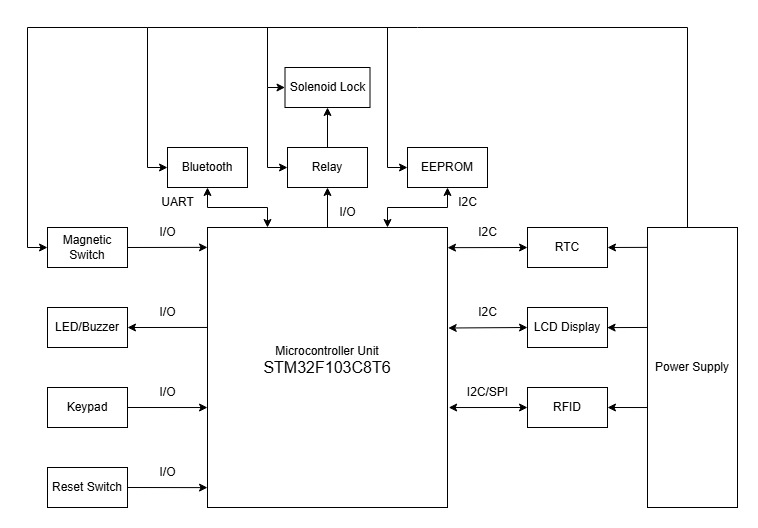 Solenoid Lock
Bluetooth
Relay
EEPROM
UART
I/O
I2C
Magnetic
Switch
I/O
I2C
RTC
LED/Buzzer
I/O
I2C
LCD Display
Microcontroller Unit
STM32F103C8T6
Power Supply
Keypad
I/O
I2C/SPI
RFID
Reset Switch
I/O